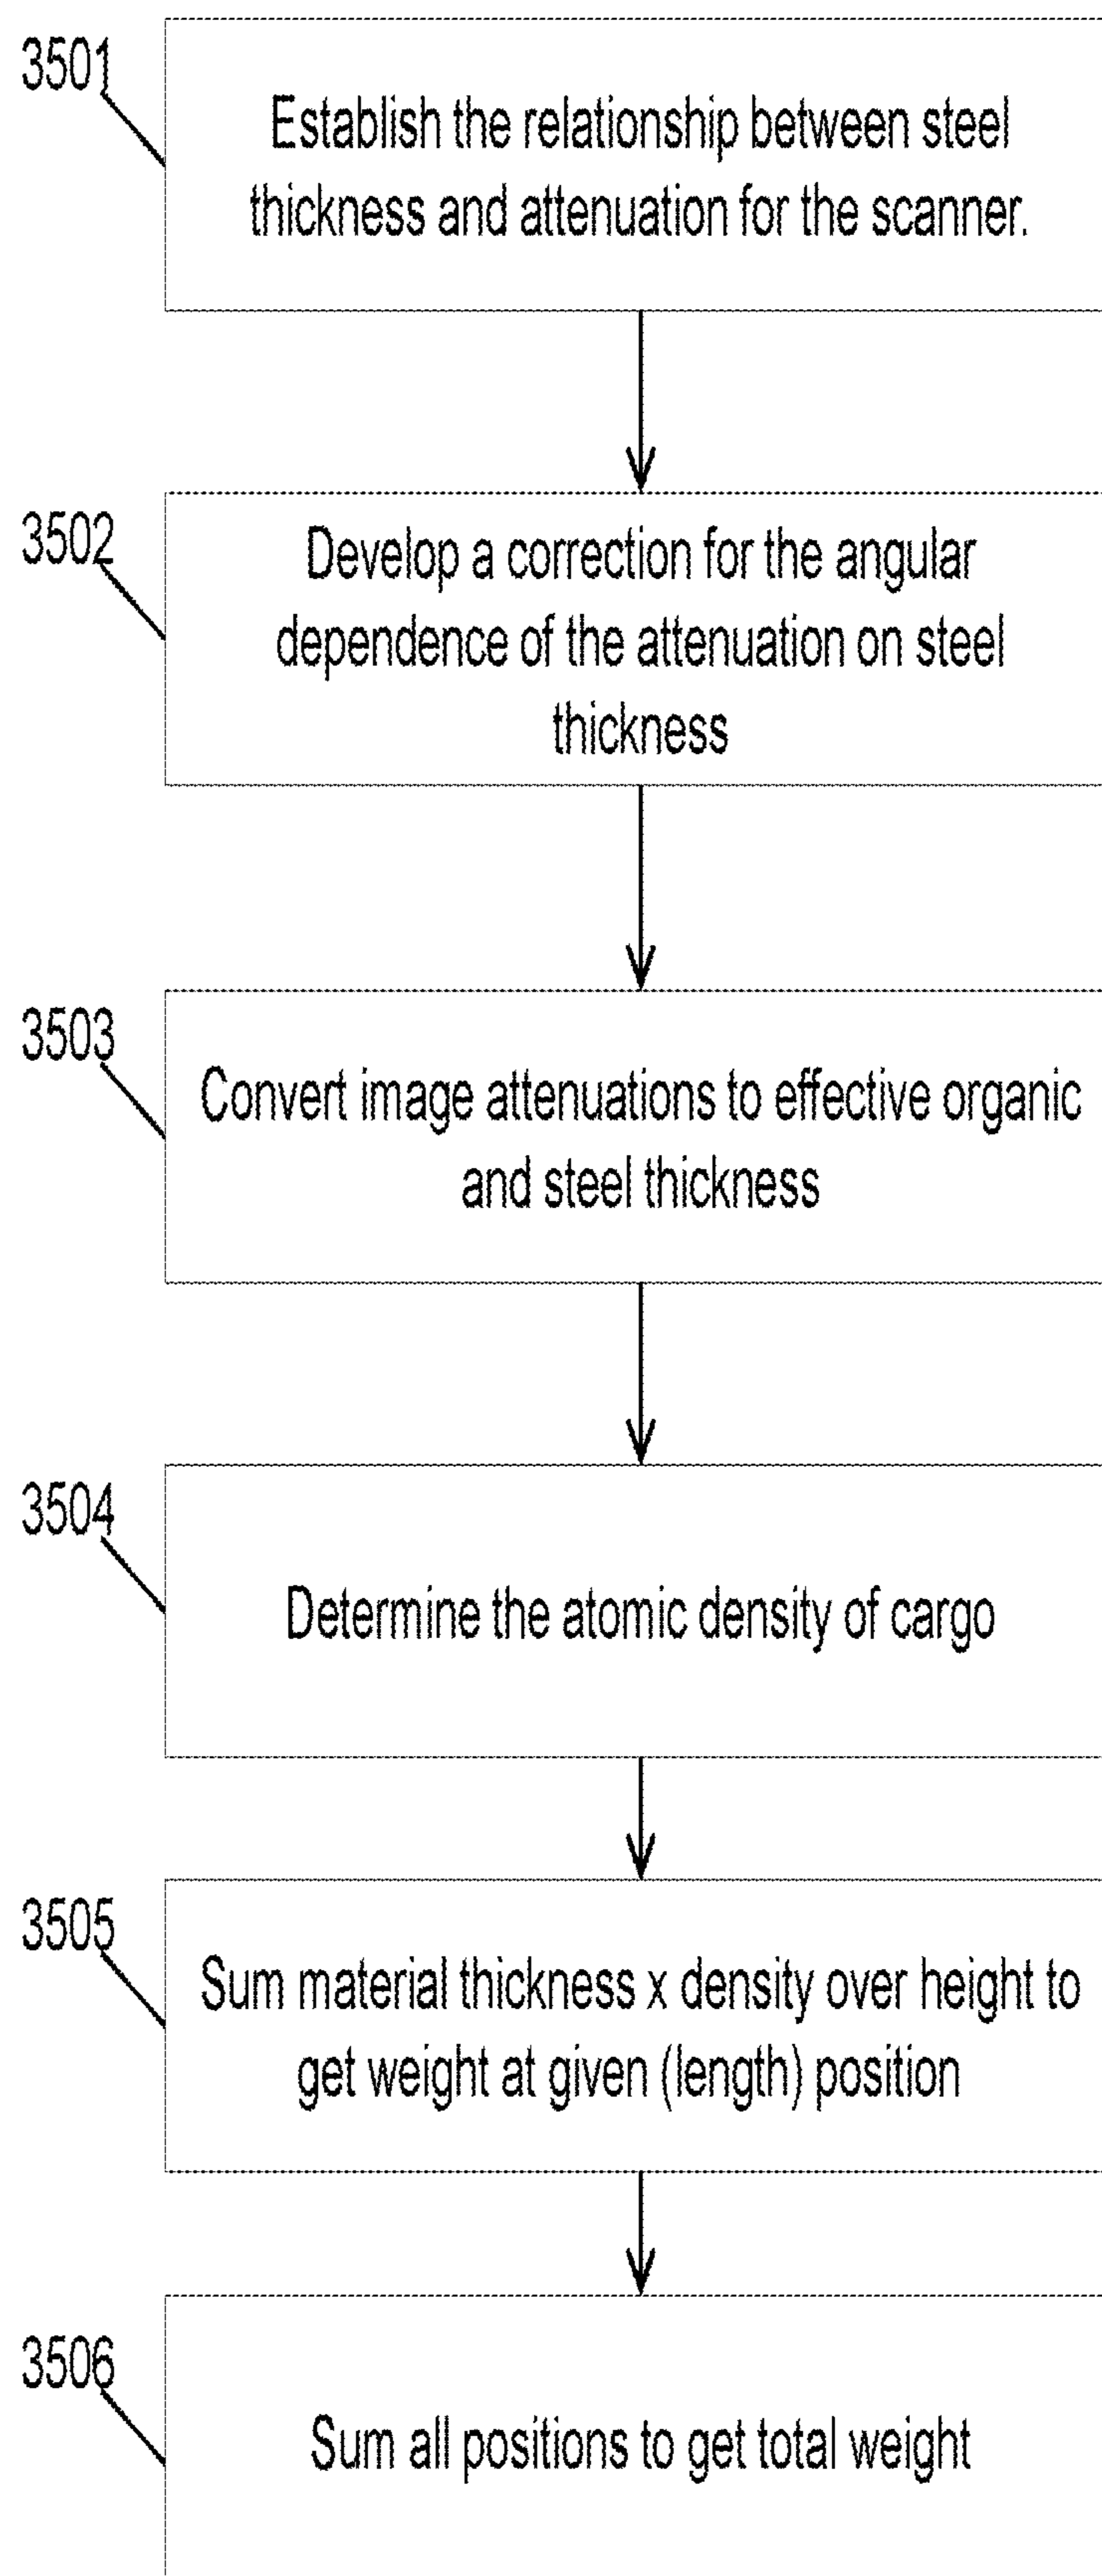 3501
Establish the relationship between steel
thickness and attenuation for the scanner.
3502
Develop a correction for the angular
dependence of the attenuation on steel
thickness
3503
Convert image attenuations to effective organic
and steel thickness
3504
Determine the atomic density of cargo
3505
Sum material thickness x density over height to
get weight at given (length) position
3506
Sum all positions to get total weight